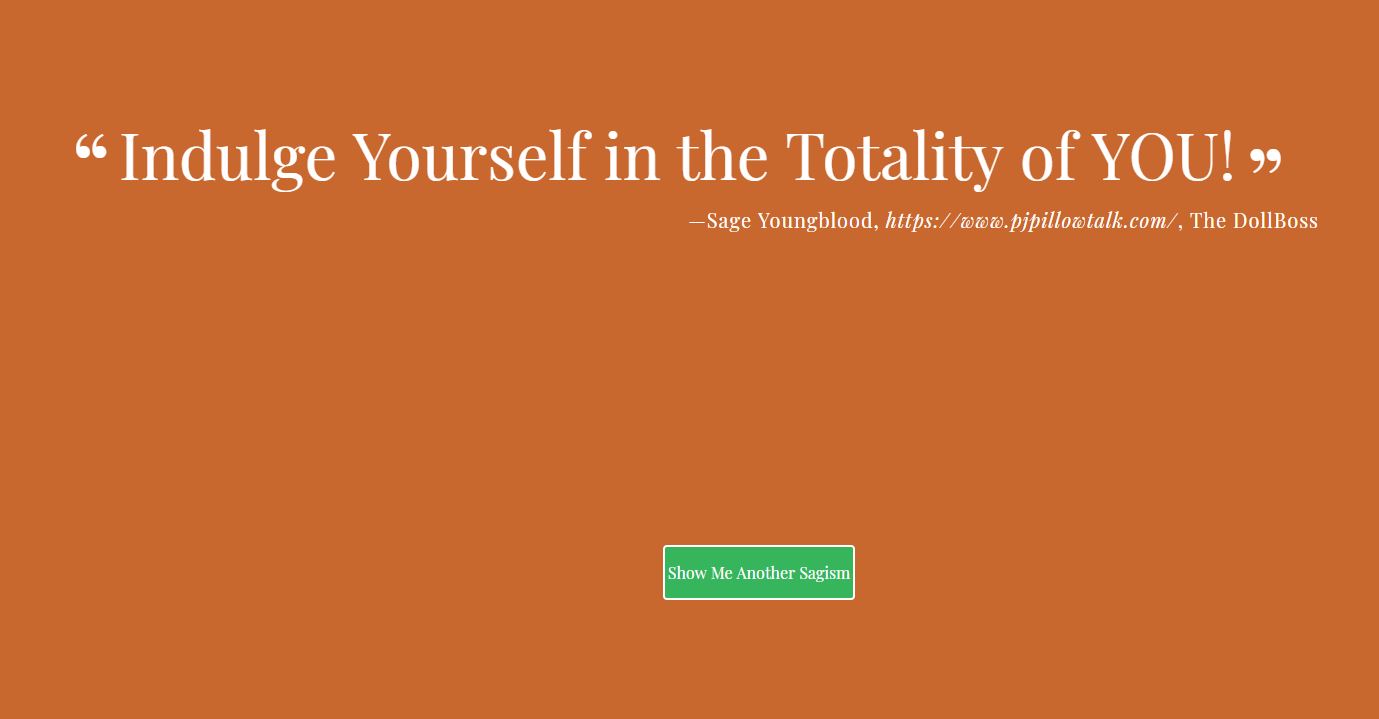 “ Indulge Yourself in the Totality of YOU! ”
—Sage Youngblood, https://www.pjpillowtalk.com/, The DollBoss
Show Me Another Sagism